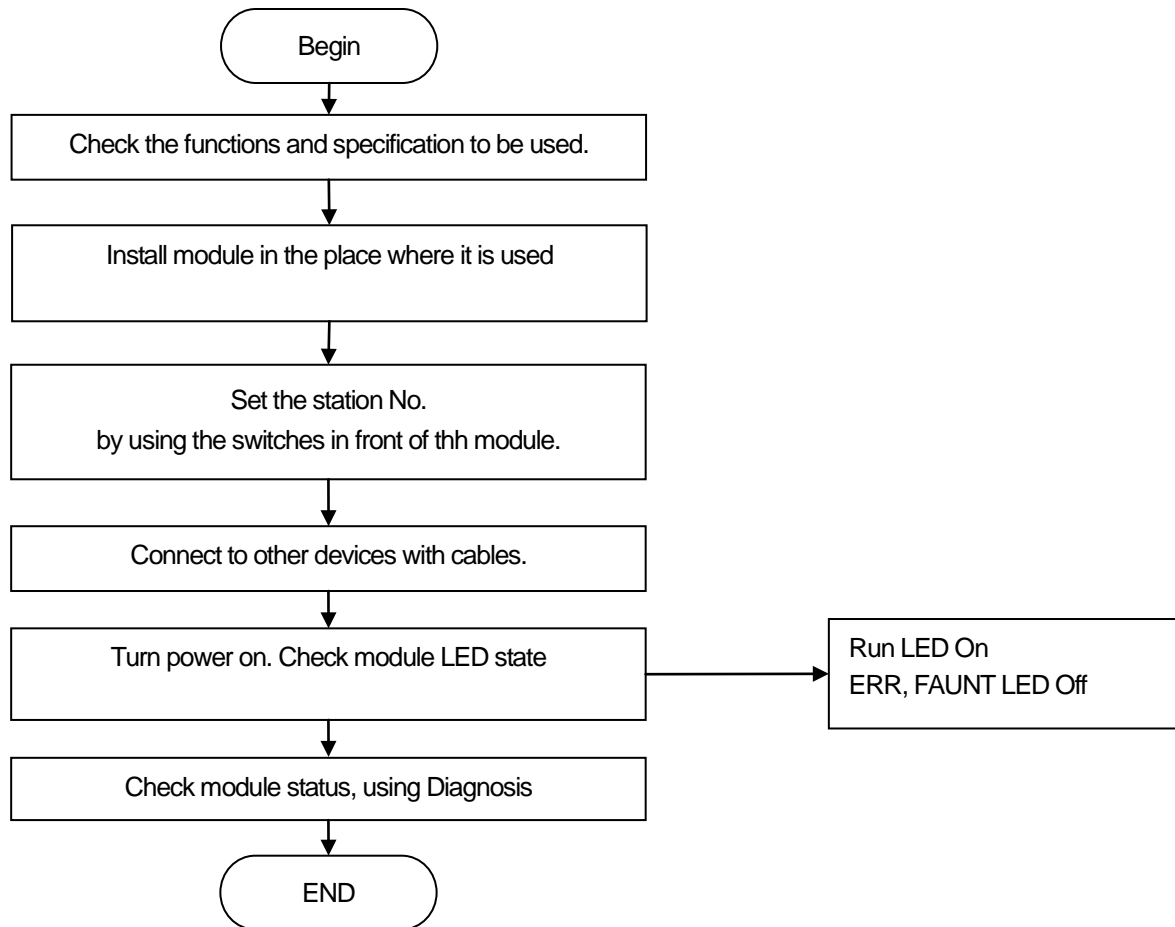 Begin
Check the functions and specification to be used.
Install module in the place where it is used
Set the station No.
by using the switches in front of thh module.
Connect to other devices with cables.
Turn power on. Check module LED state
Run LED On
ERR, FAUNT LED Off
Check module status, using Diagnosis
END